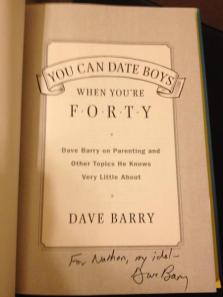 YOU CAN DATE BOYS
WHEN YOU'RE
F·O·R·T·Y
Dave Barry on Parenting and
Other Topics He Knows
Very Little About
DAVE BARRY
For Nathan, my idol—
Dave Barry